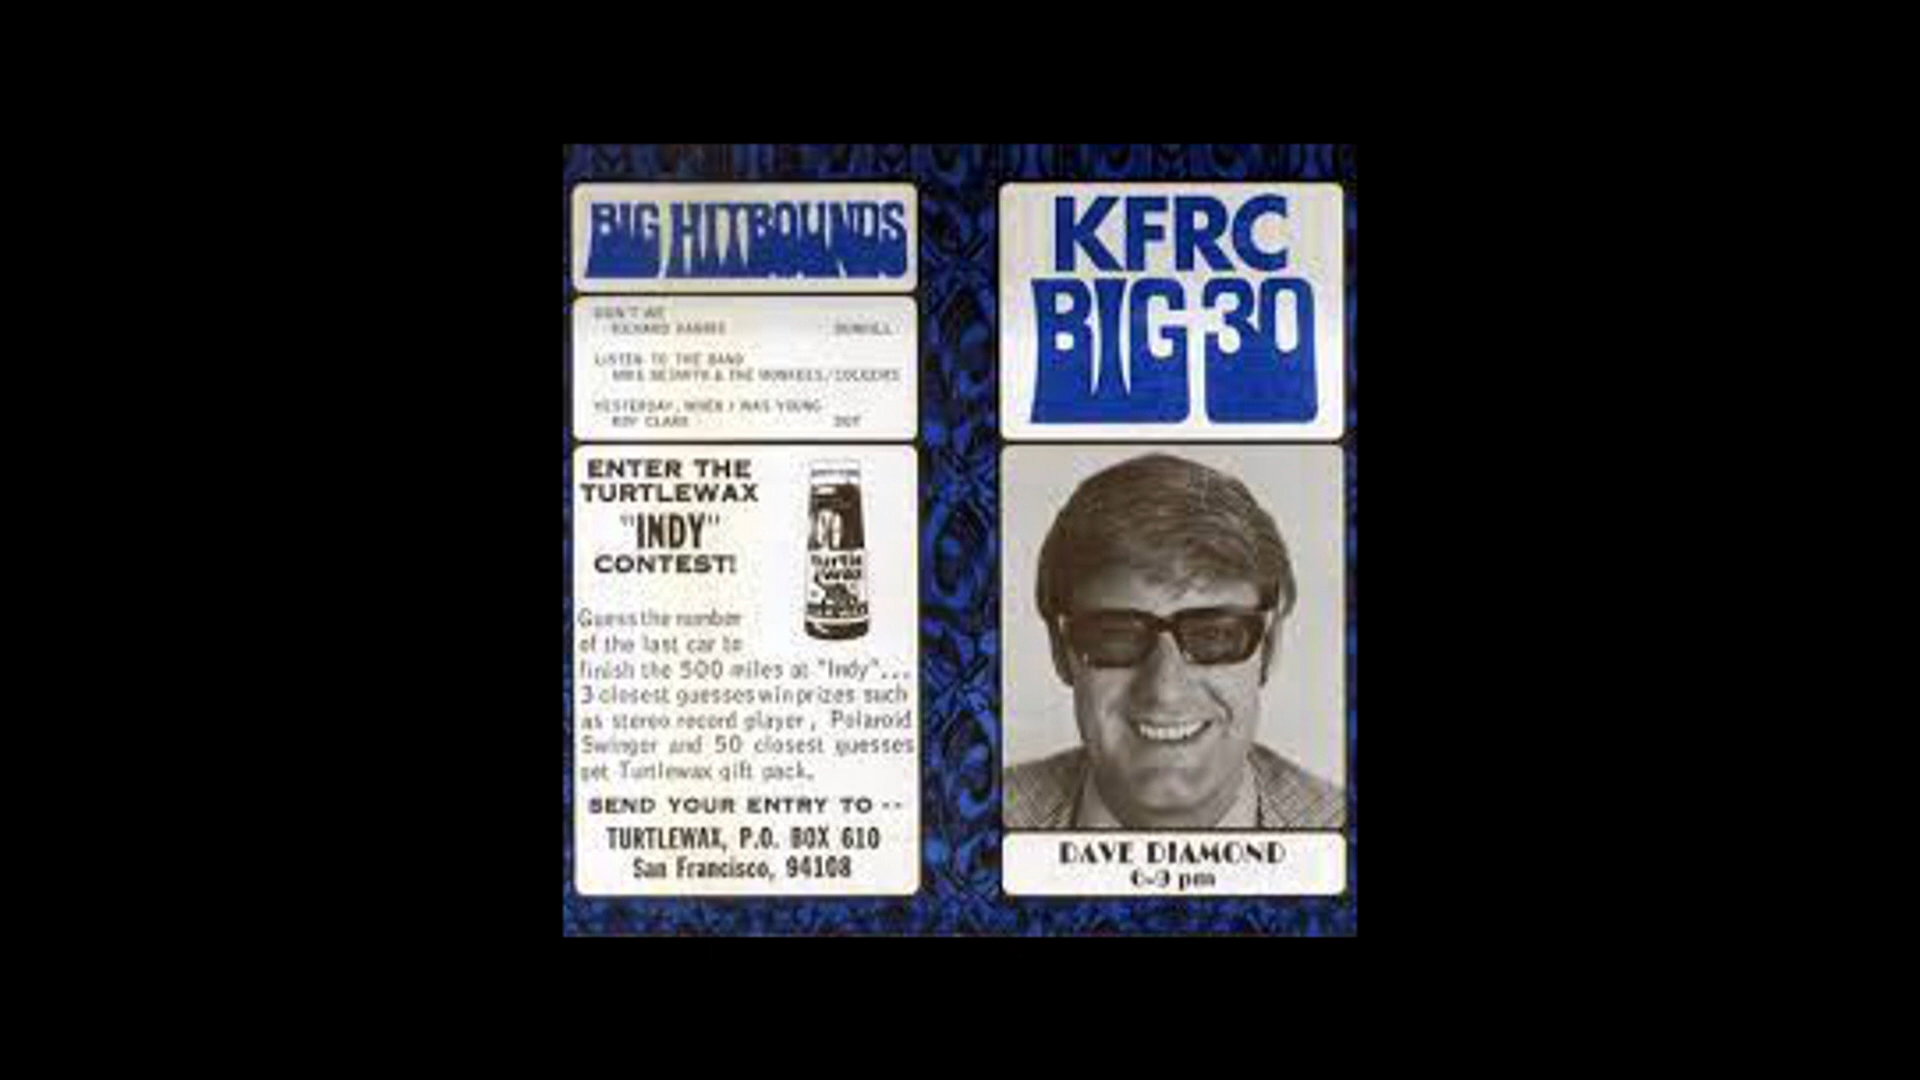 BIG HITBOUNDS
DON'T WE
RICHARD HARRIS DUNHILL
LISTEN TO THE BAND
& THE MONKEES/COLGEMS
YESTERDAY, WHEN I WAS YOUNG
ROY CLARK DOT
ENTER THE
TURTLEWAX
"INDY"
CONTEST!
turtle
wax
Guess the number
of the last car to
finish the 500 miles at "Indy"...
3 closest guesses win prizes such
as stereo record player, Polaroid
Swinger and 50 closest guesses
get Turtlewax gift pack.
SEND YOUR ENTRY TO --
TURTLEWAX, P.O. BOX 610
San Francisco, 94108
KFRC
BIG 30
DAVE DIAMOND
6-9 pm